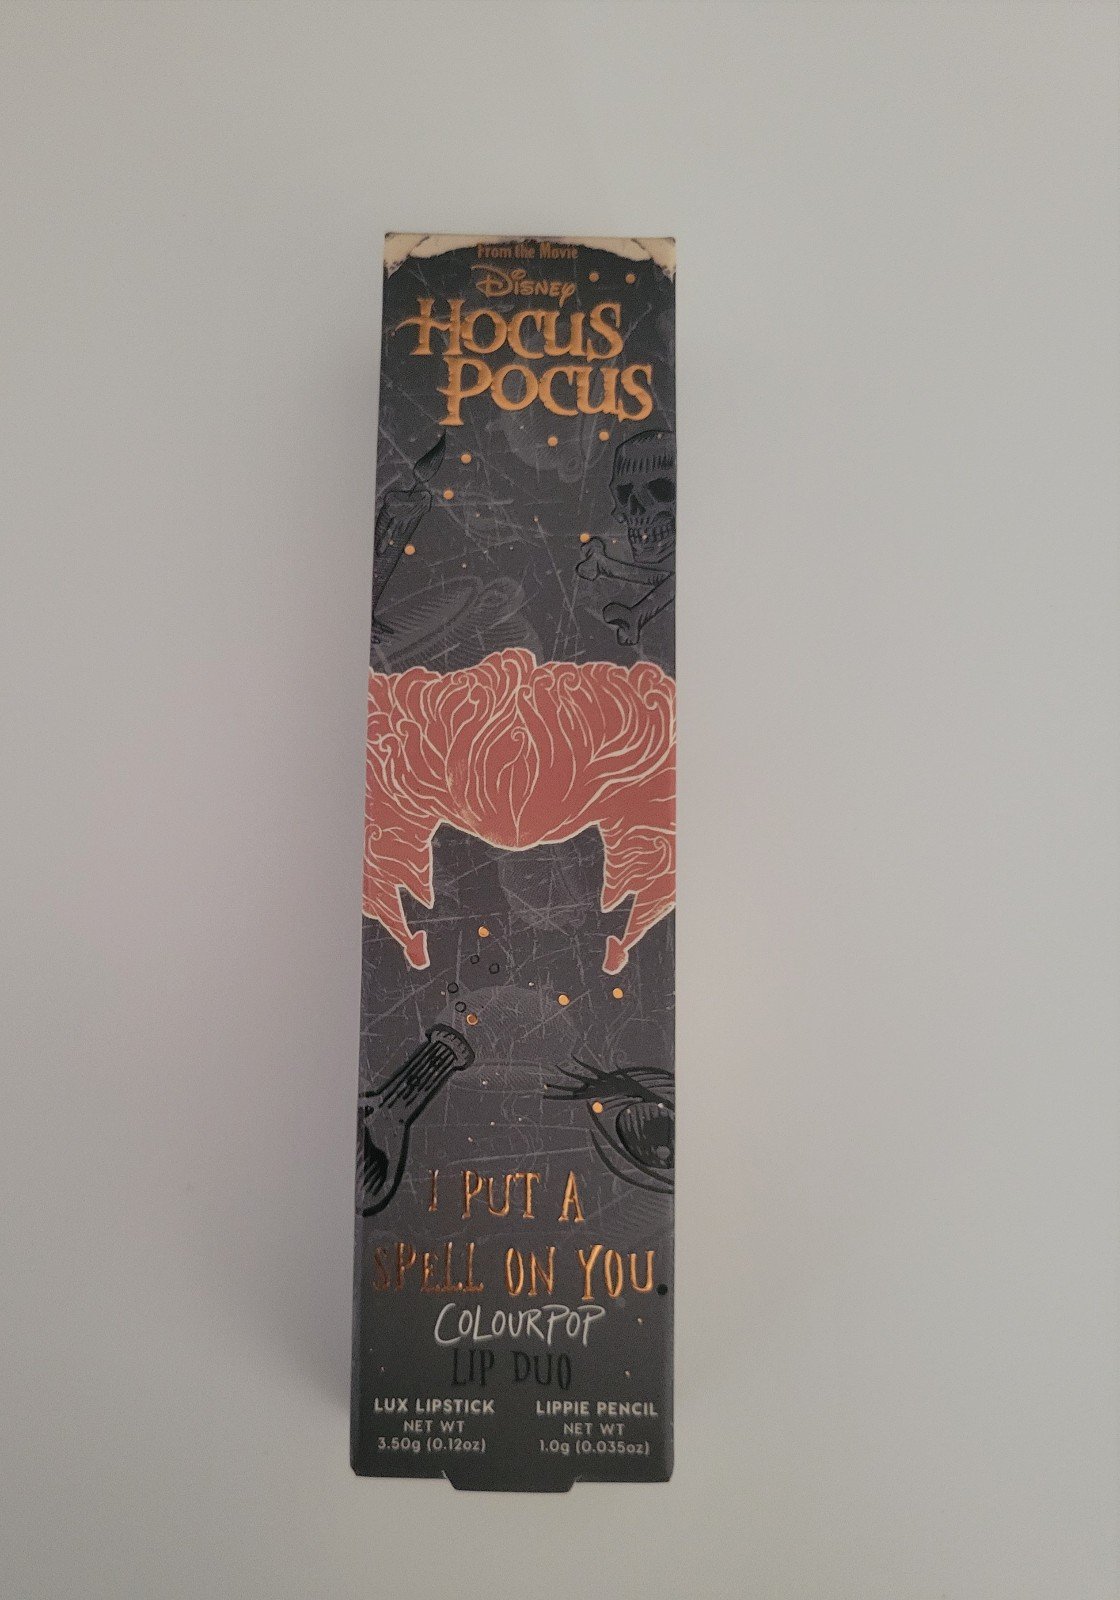 From the Movie
Disney
Hocus
Pocus
I PUT A
SPELL ON YOU.
COLOURPOP
LIP DUO
LUX LIPSTICK
NET WT
3.50g (0.12oz)
LIPPIE PENCIL
NET WT
1.0g (0.035oz)